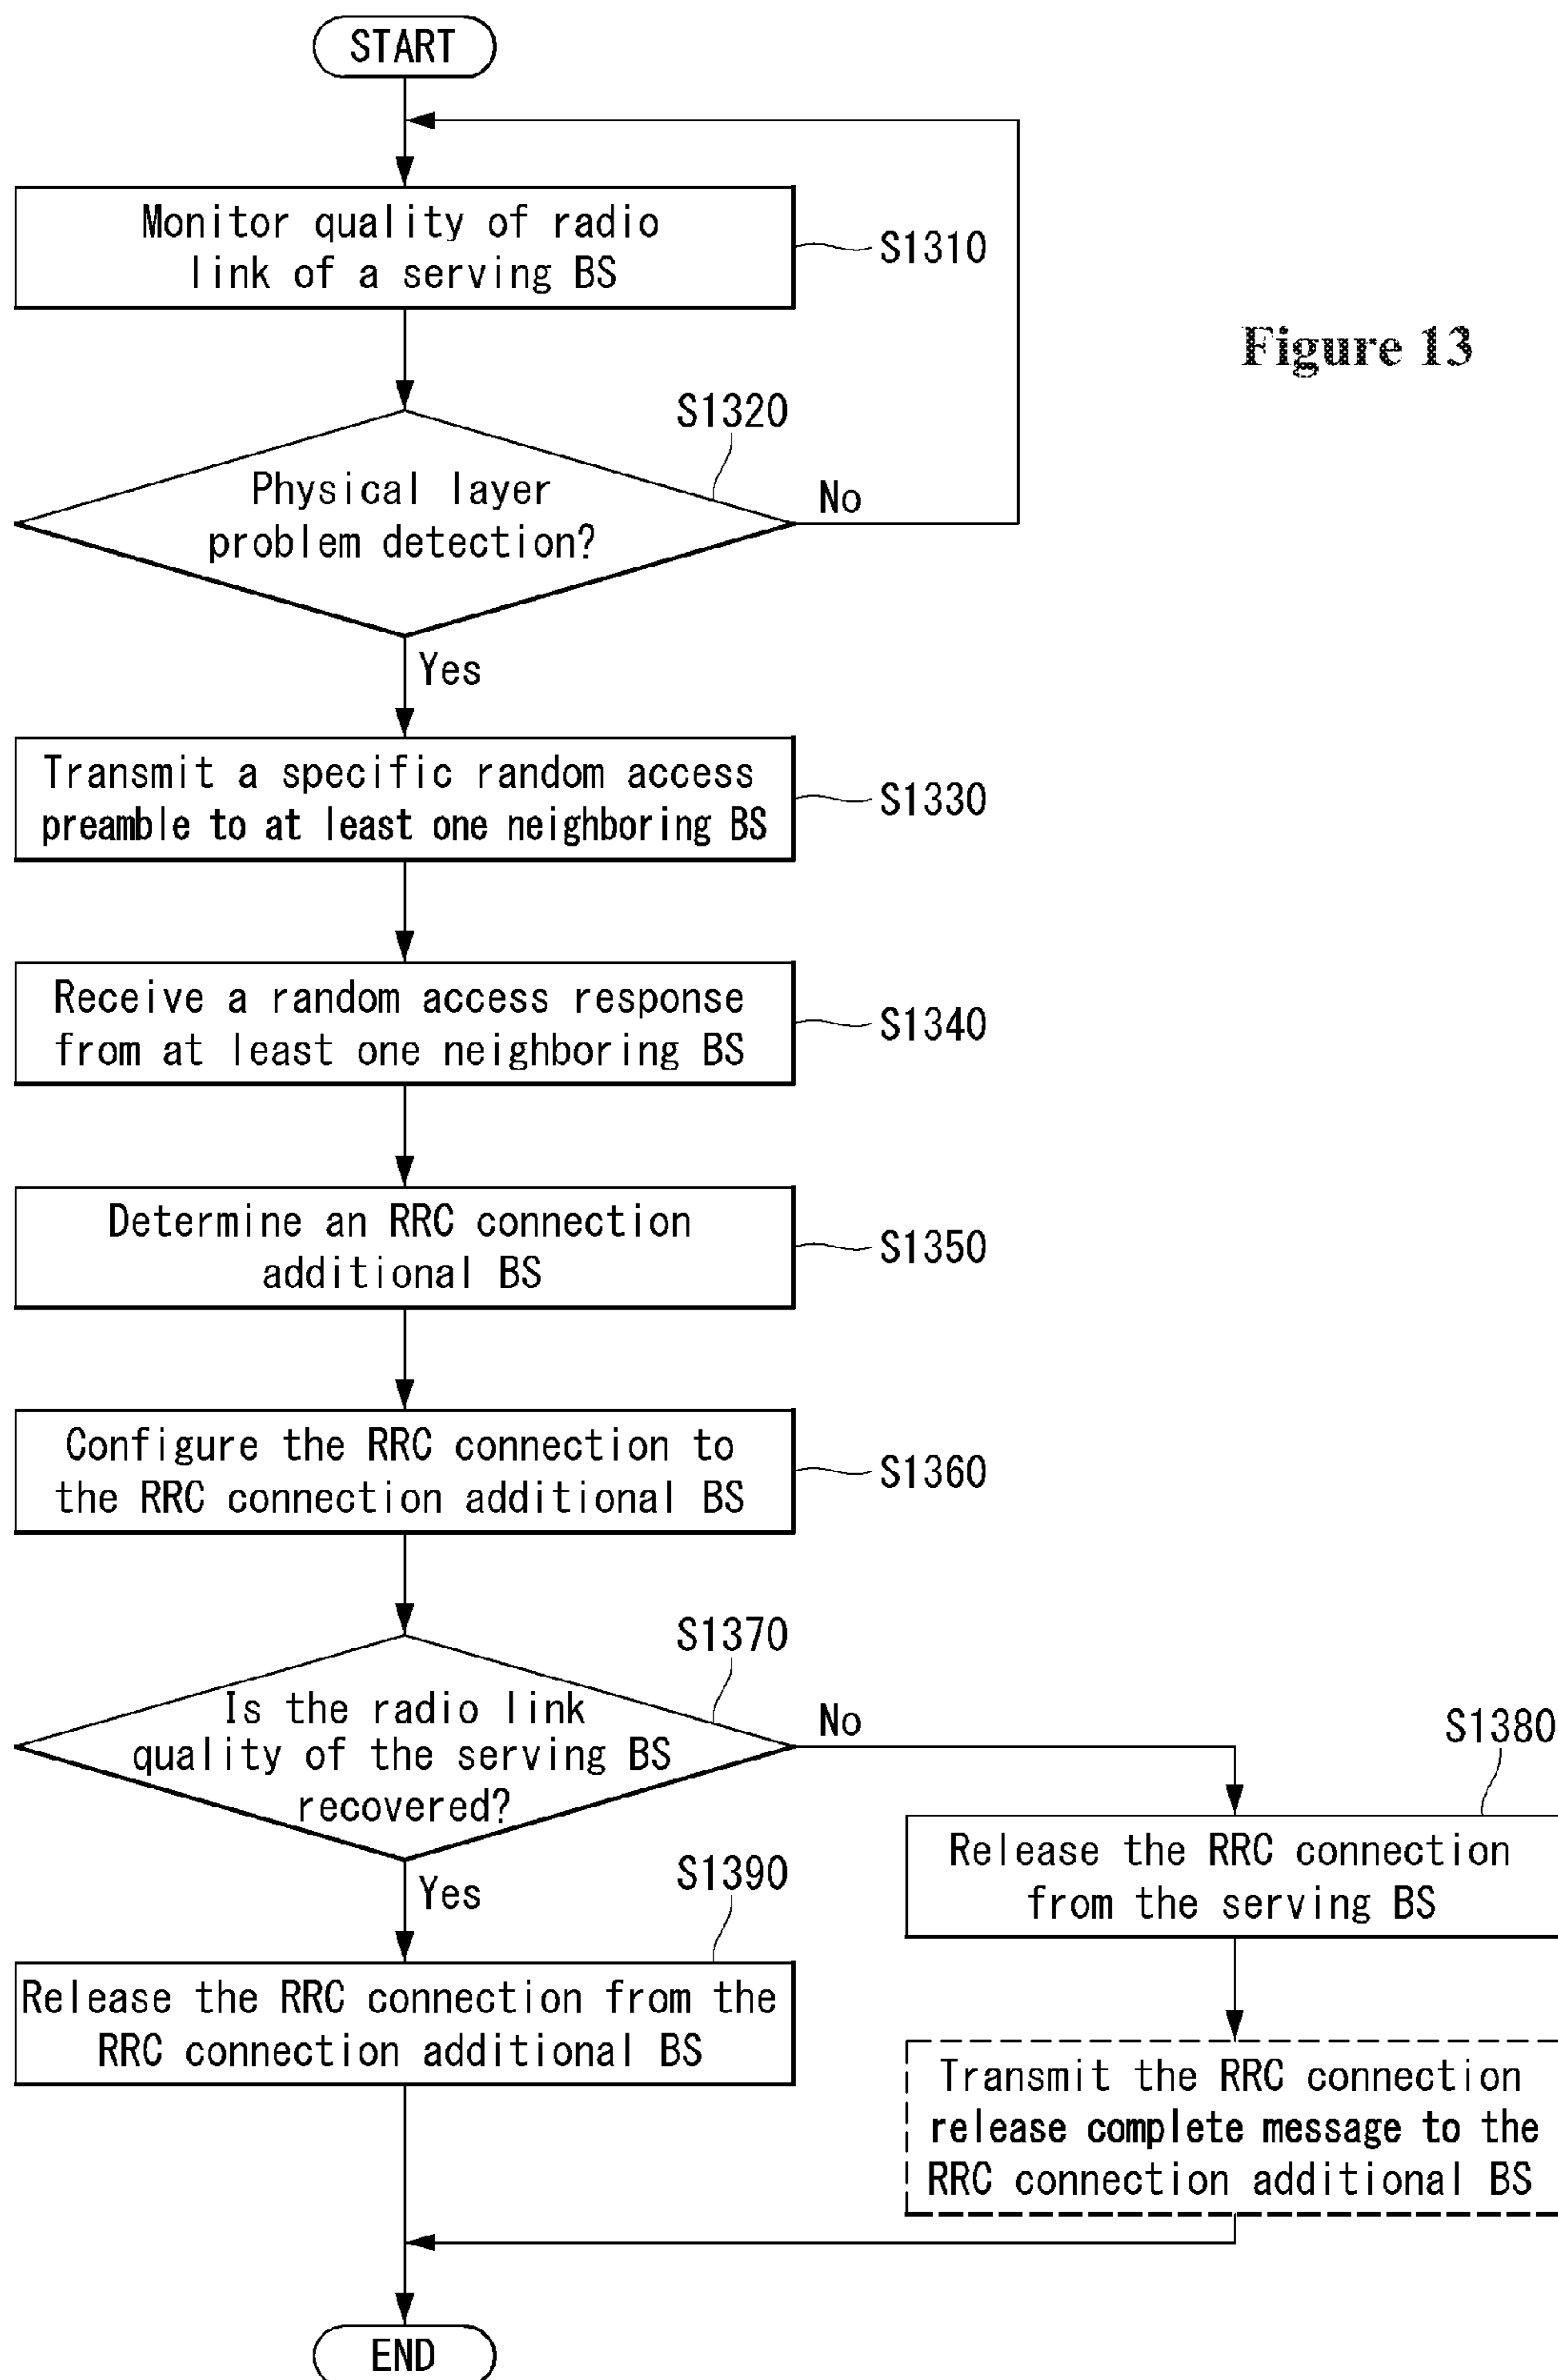 START
Monitor quality of radio
link of a serving BS
S1310
Figure 13
S1320
Physical layer
problem detection?
No
Yes
Transmit a specific random access
preamble to at least one neighboring BS
S1330
Receive a random access response
from at least one neighboring BS
S1340
Determine an RRC connection
additional BS
S1350
Configure the RRC connection to
the RRC connection additional BS
S1360
S1370
Is the radio link
quality of the serving BS
recovered?
No
S1380
Release the RRC connection
from the serving BS
Yes
S1390
Release the RRC connection from the
RRC connection additional BS
Transmit the RRC connection
release complete message to the
RRC connection additional BS
END